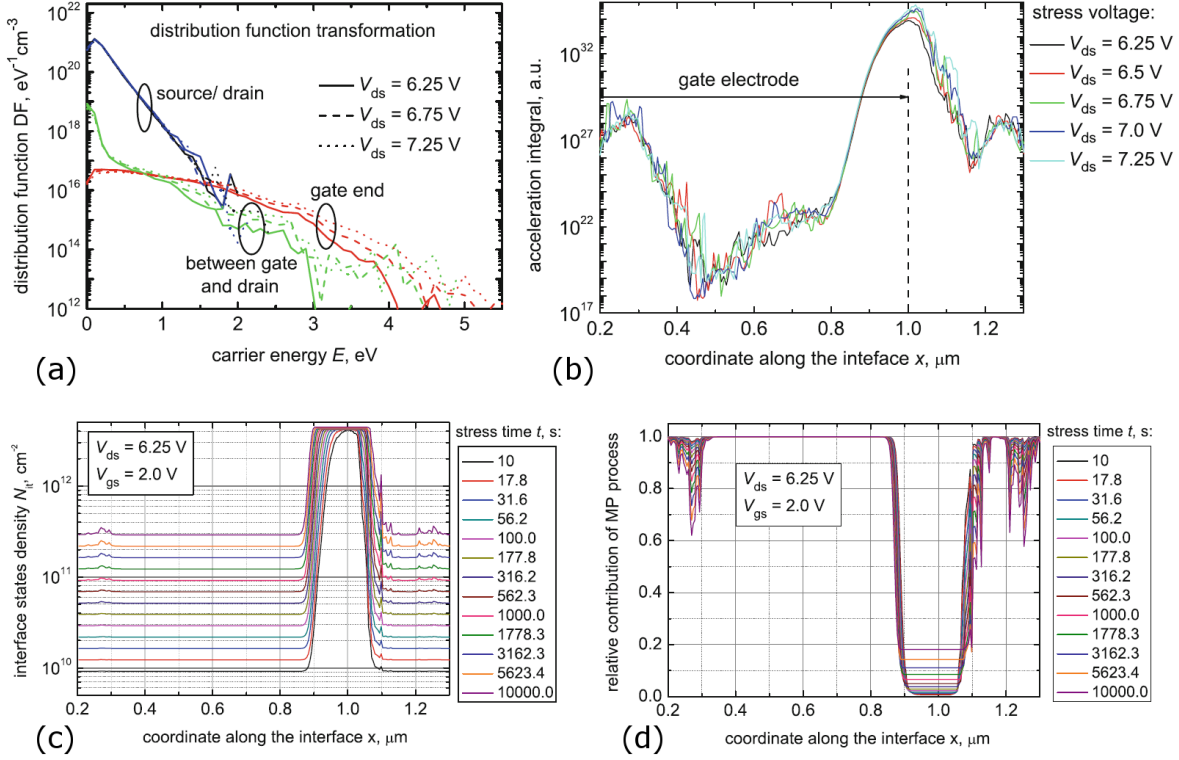 distribution function DF, eV⁻¹cm⁻³
10²²
10²⁰
10¹⁸
10¹⁶
10¹⁴
10¹²
distribution function transformation
source/ drain
V_ds = 6.25 V
V_ds = 6.75 V
V_ds = 7.25 V
gate end
between gate
and drain
0 1 2 3 4 5
carrier energy E, eV
(a)
acceleration integral, a.u.
10³²
10²⁷
10²²
10¹⁷
gate electrode
0.2 0.4 0.6 0.8 1.0 1.2
coordinate along the inteface x, μm
(b)
stress voltage:
V_ds = 6.25 V
V_ds = 6.5 V
V_ds = 6.75 V
V_ds = 7.0 V
V_ds = 7.25 V
interface states density N_it, cm⁻²
10¹²
10¹¹
10¹⁰
V_ds = 6.25 V
V_gs = 2.0 V
0.2 0.4 0.6 0.8 1.0 1.2
coordinate along the interface x, μm
(c)
stress time t, s:
10
17.8
31.6
56.2
100.0
177.8
316.2
562.3
1000.0
1778.3
3162.3
5623.4
10000.0
relative contribution of MP process
1.0
0.8
0.6
0.4
0.2
0.0
V_ds = 6.25 V
V_gs = 2.0 V
0.2 0.4 0.6 0.8 1.0 1.2
coordinate along the interface x, μm
(d)
stress time t, s:
10
17.8
31.6
56.2
100.0
177.8
316.2
562.3
1000.0
1778.3
3162.3
5623.4
10000.0